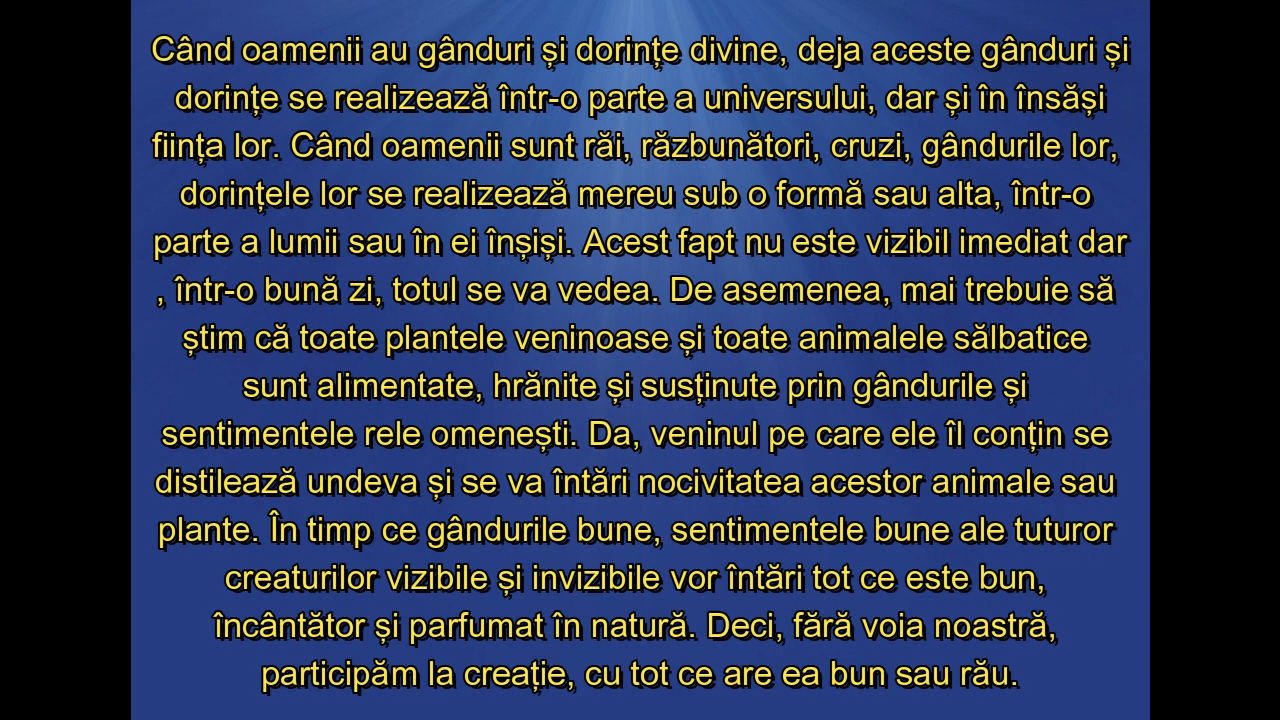 Când oamenii au gânduri și dorințe divine, deja aceste gânduri și
dorințe se realizează într-o parte a universului, dar și în însăși
ființa lor. Când oamenii sunt răi, răzbunători, cruzi, gândurile lor,
dorințele lor se realizează mereu sub o formă sau alta, într-o
parte a lumii sau în ei înșiși. Acest fapt nu este vizibil imediat dar
, într-o bună zi, totul se va vedea. De asemenea, mai trebuie să
știm că toate plantele veninoase și toate animalele sălbatice
sunt alimentate, hrănite și susținute prin gândurile și
sentimentele rele omenești. Da, veninul pe care ele îl conțin se
distilează undeva și se va întări nocivitatea acestor animale sau
plante. În timp ce gândurile bune, sentimentele bune ale tuturor
creaturilor vizibile și invizibile vor întări tot ce este bun,
încântător și parfumat în natură. Deci, fără voia noastră,
participăm la creație, cu tot ce are ea bun sau rău.